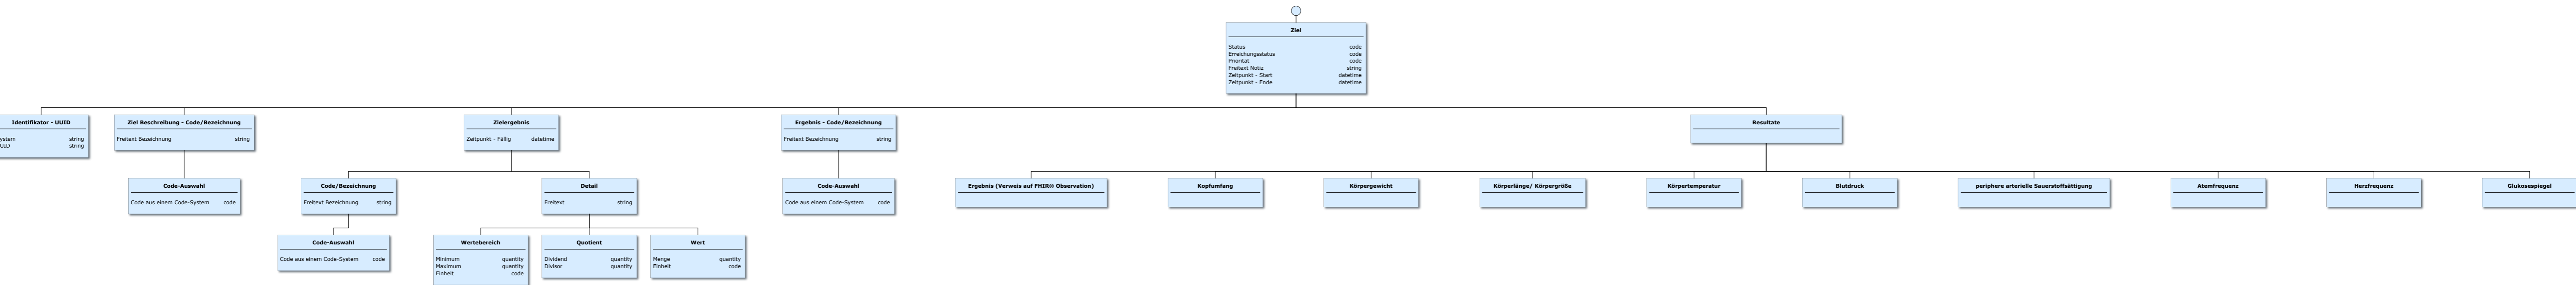 Ziel
Status code
Erreichungsstatus code
Priorität code
Freitext Notiz string
Zeitpunkt - Start datetime
Zeitpunkt - Ende datetime
Identifikator - UUID
ystem string
UID string
Ziel Beschreibung - Code/Bezeichnung
Freitext Bezeichnung string
Zielergebnis
Zeitpunkt - Fällig datetime
Ergebnis - Code/Bezeichnung
Freitext Bezeichnung string
Resultate
Code-Auswahl
Code aus einem Code-System code
Code/Bezeichnung
Freitext Bezeichnung string
Detail
Freitext string
Code-Auswahl
Code aus einem Code-System code
Ergebnis (Verweis auf FHIR® Observation)
Kopfumfang
Körpergewicht
Körperlänge/ Körpergröße
Körpertemperatur
Blutdruck
periphere arterielle Sauerstoffsättigung
Atemfrequenz
Herzfrequenz
Glukosespiegel
Code-Auswahl
Code aus einem Code-System code
Wertebereich
Minimum quantity
Maximum quantity
Einheit code
Quotient
Dividend quantity
Divisor quantity
Wert
Menge quantity
Einheit code